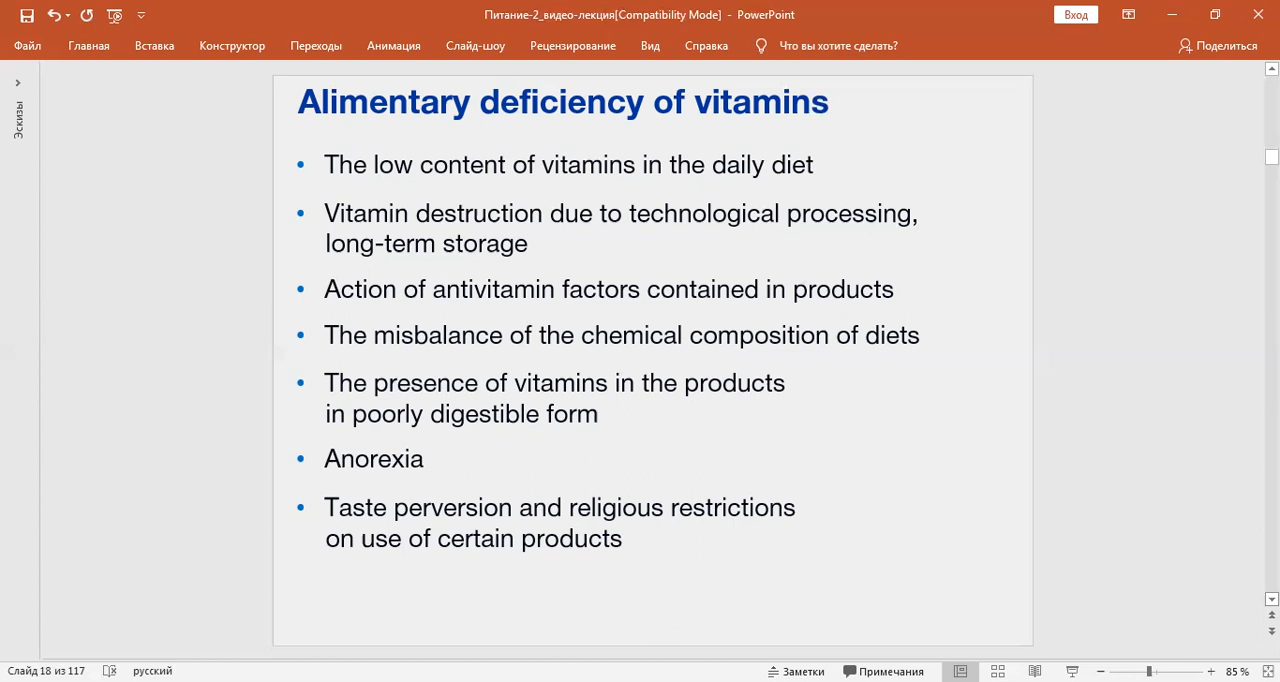 Питание-2_видео-лекция[Compatibility Mode] - PowerPoint
Вход
Файл Главная Вставка Конструктор Переходы Анимация Слайд-шоу Рецензирование Вид Справка Что вы хотите сделать? Поделиться
Эскизы
Alimentary deficiency of vitamins
• The low content of vitamins in the daily diet
• Vitamin destruction due to technological processing,
long-term storage
• Action of antivitamin factors contained in products
• The misbalance of the chemical composition of diets
• The presence of vitamins in the products
in poorly digestible form
• Anorexia
• Taste perversion and religious restrictions
on use of certain products
Слайд 18 из 117 русский Заметки Примечания 85 %